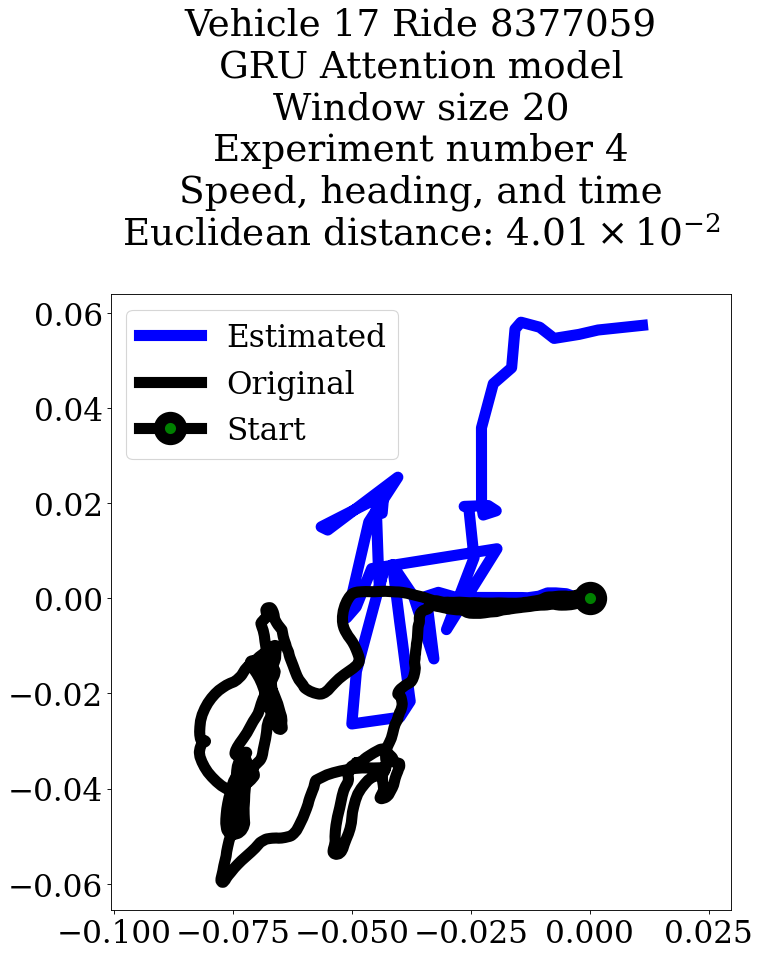 Vehicle 17 Ride 8377059
GRU Attention model
Window size 20
Experiment number 4
Speed, heading, and time
Euclidean distance: 4.01 × 10⁻²
Estimated
Original
Start
0.06
0.04
0.02
0.00
−0.02
−0.04
−0.06
−0.100 −0.075 −0.050 −0.025 0.000 0.025